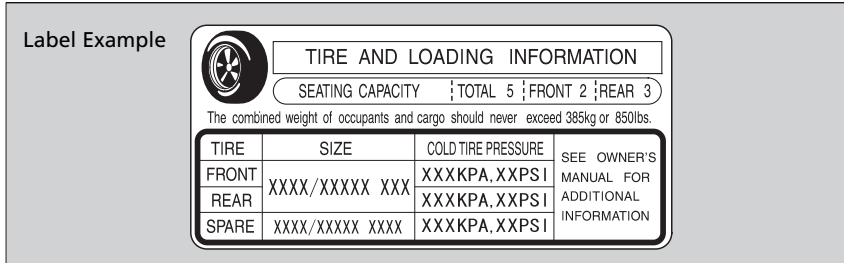 Label Example
TIRE AND LOADING INFORMATION
SEATING CAPACITY TOTAL 5 FRONT 2 REAR 3
The combined weight of occupants and cargo should never exceed 385kg or 850lbs.
TIRE SIZE COLD TIRE PRESSURE SEE OWNER'S MANUAL FOR ADDITIONAL INFORMATION
FRONT XXXX/XXXXX XXX XXXKPA,XXPSI
REAR XXXKPA,XXPSI
SPARE XXXX/XXXXX XXXX XXXKPA,XXPSI